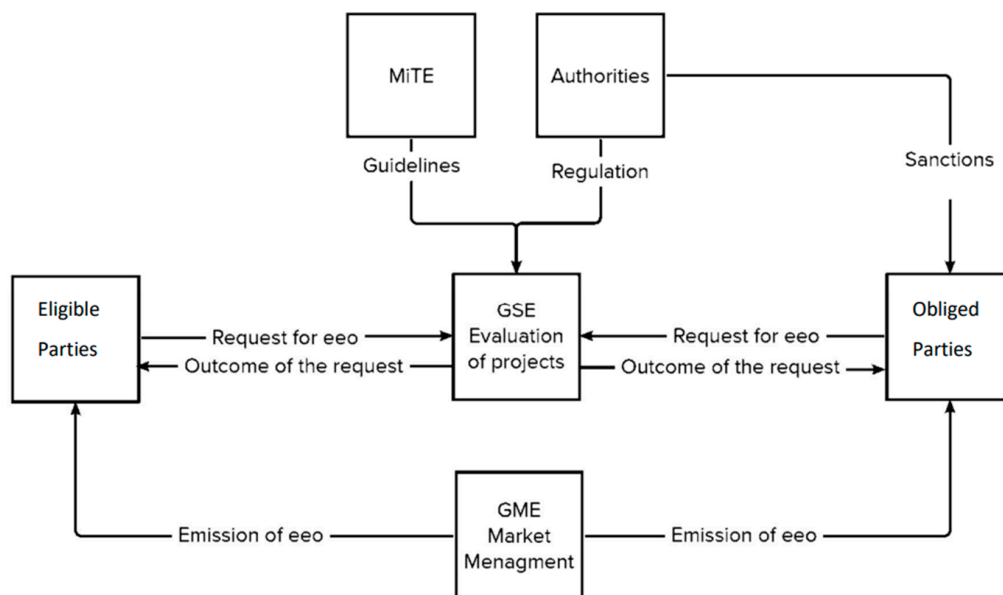 MiTE
Authorities
Guidelines
Regulation
Sanctions
Eligible
Parties
Request for eeo
Outcome of the request
GSE
Evaluation
of projects
Request for eeo
Outcome of the request
Obliged
Parties
Emission of eeo
GME
Market
Menagment
Emission of eeo